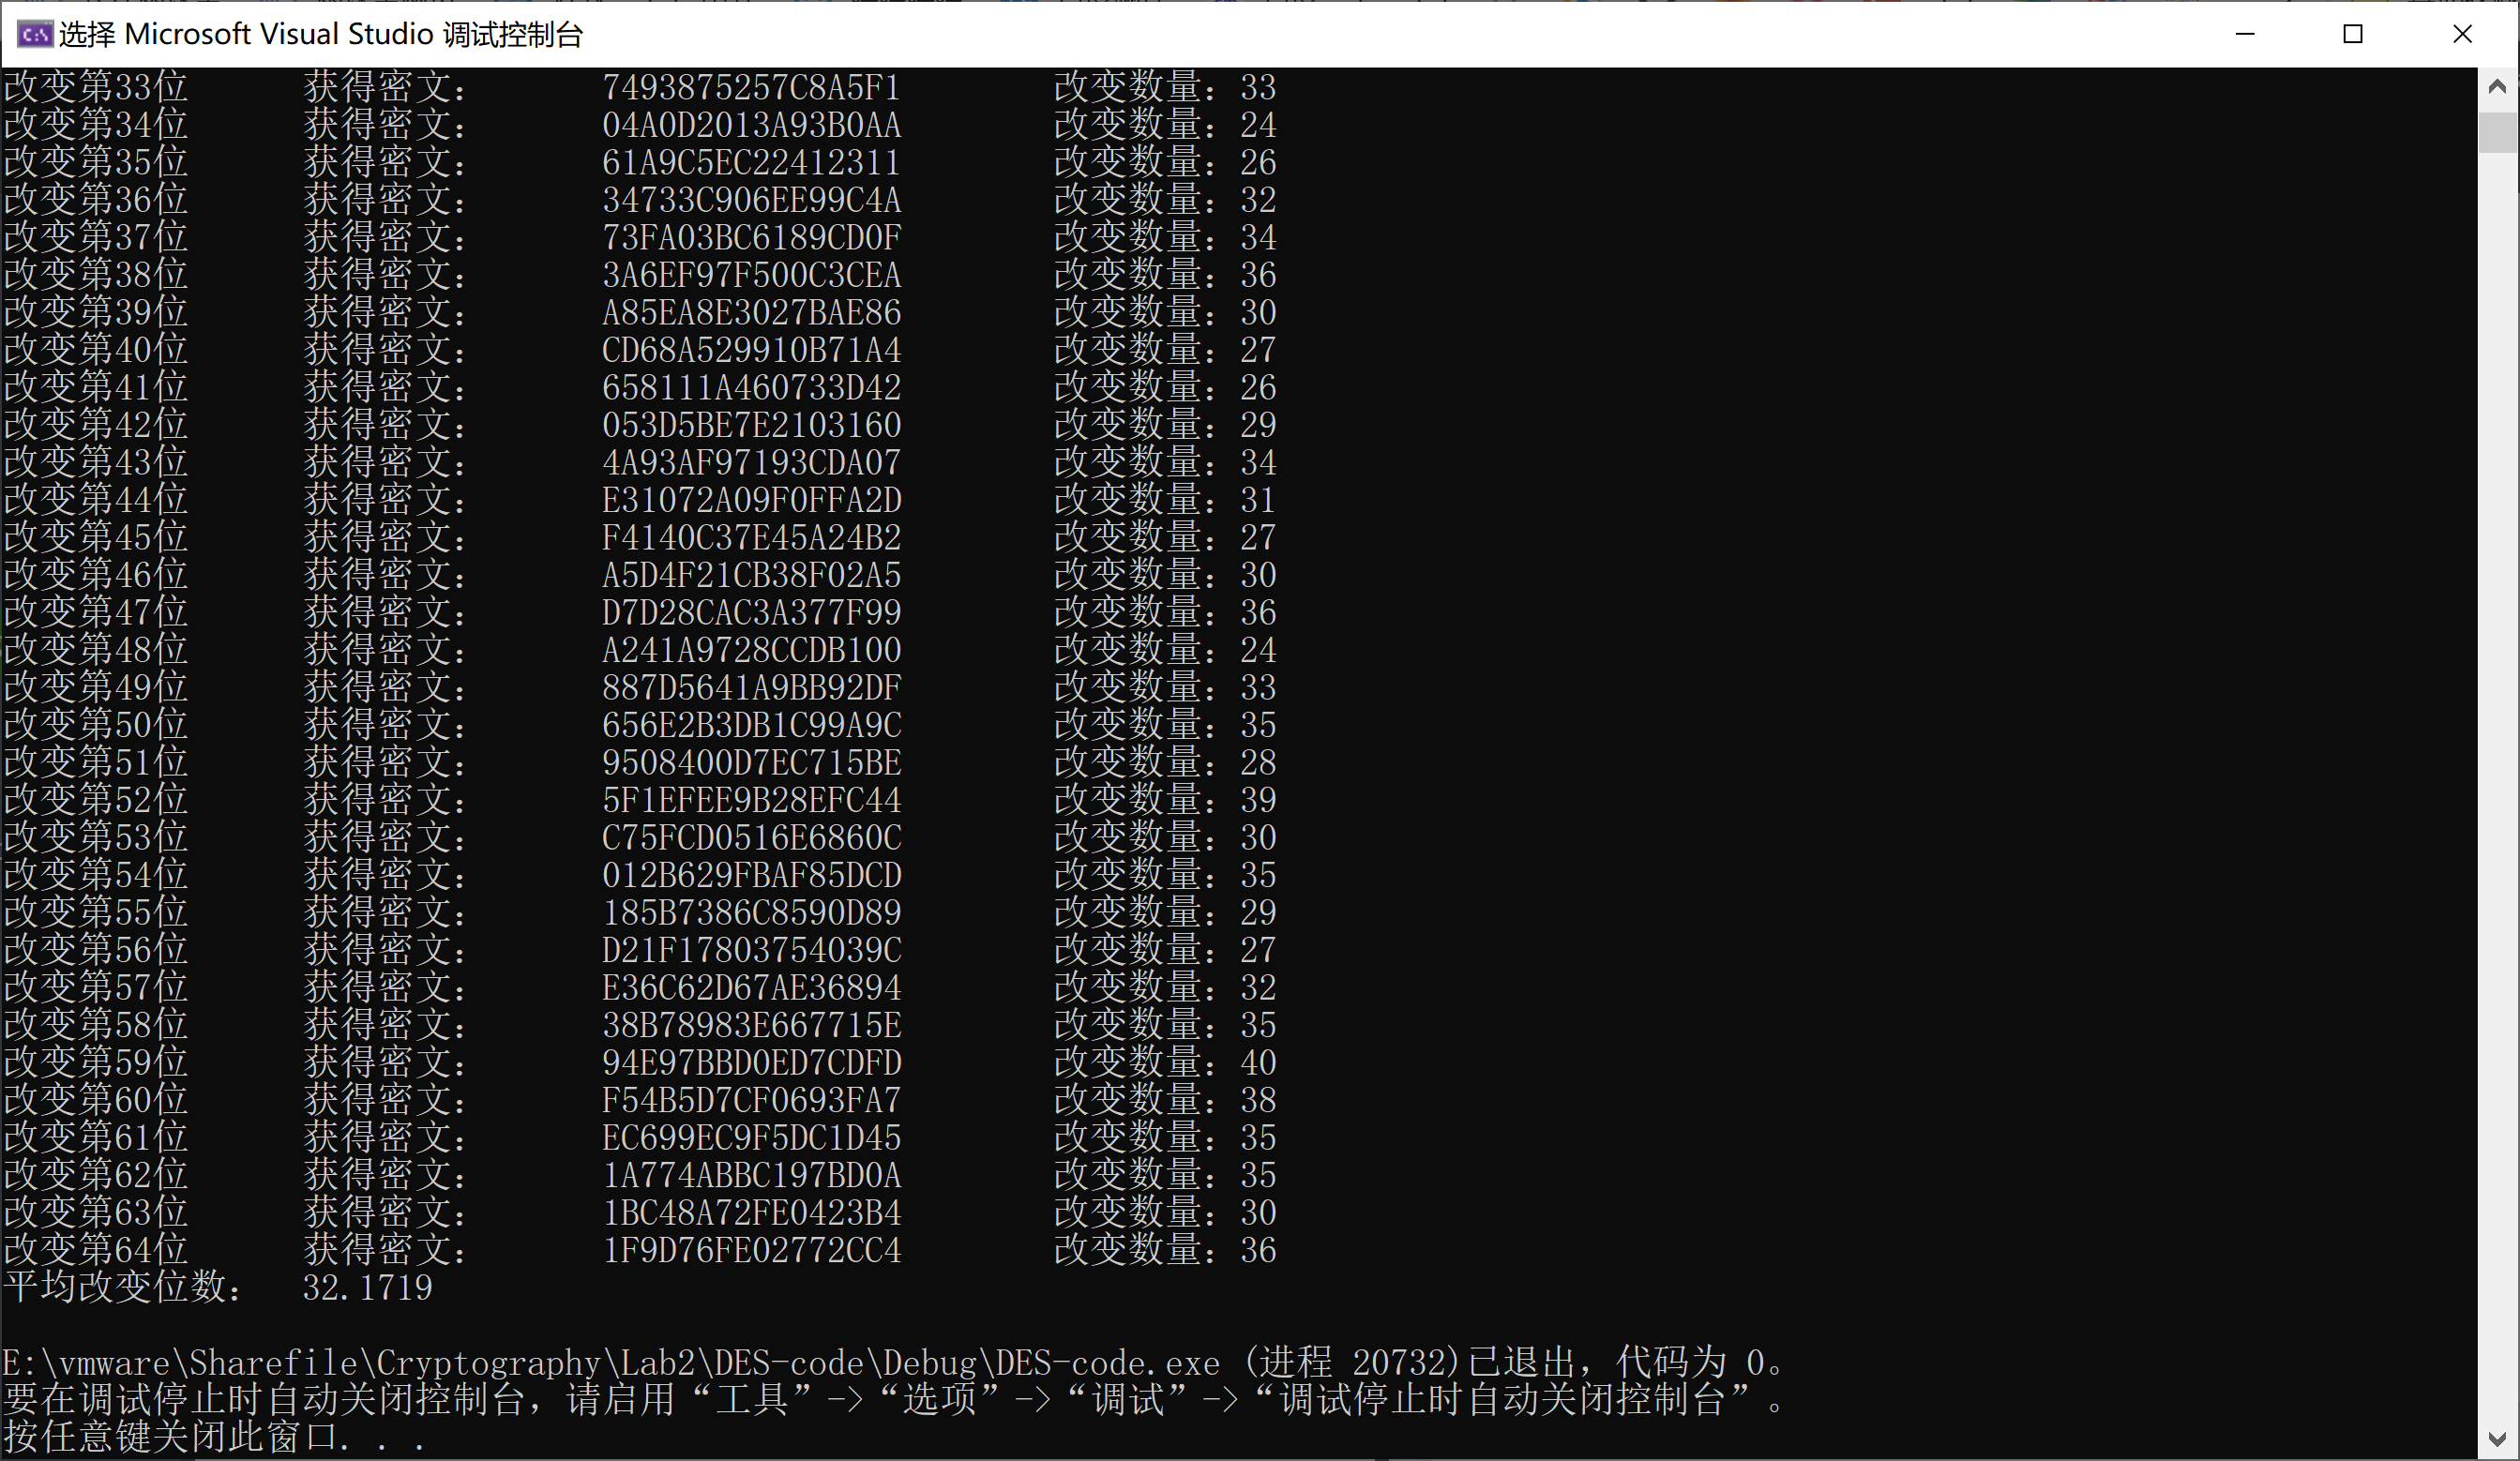 选择 Microsoft Visual Studio 调试控制台
改变第33位 获得密文： 7493875257C8A5F1 改变数量：33
改变第34位 获得密文： 04A0D2013A93B0AA 改变数量：24
改变第35位 获得密文： 61A9C5EC22412311 改变数量：26
改变第36位 获得密文： 34733C906EE99C4A 改变数量：32
改变第37位 获得密文： 73FA03BC6189CD0F 改变数量：34
改变第38位 获得密文： 3A6EF97F500C3CEA 改变数量：36
改变第39位 获得密文： A85EA8E3027BAE86 改变数量：30
改变第40位 获得密文： CD68A529910B71A4 改变数量：27
改变第41位 获得密文： 658111A460733D42 改变数量：26
改变第42位 获得密文： 053D5BE7E2103160 改变数量：29
改变第43位 获得密文： 4A93AF97193CDA07 改变数量：34
改变第44位 获得密文： E31072A09F0FFA2D 改变数量：31
改变第45位 获得密文： F4140C37E45A24B2 改变数量：27
改变第46位 获得密文： A5D4F21CB38F02A5 改变数量：30
改变第47位 获得密文： D7D28CAC3A377F99 改变数量：36
改变第48位 获得密文： A241A9728CCDB100 改变数量：24
改变第49位 获得密文： 887D5641A9BB92DF 改变数量：33
改变第50位 获得密文： 656E2B3DB1C99A9C 改变数量：35
改变第51位 获得密文： 9508400D7EC715BE 改变数量：28
改变第52位 获得密文： 5F1EFEE9B28EFC44 改变数量：39
改变第53位 获得密文： C75FCD0516E6860C 改变数量：30
改变第54位 获得密文： 012B629FBAF85DCD 改变数量：35
改变第55位 获得密文： 185B7386C8590D89 改变数量：29
改变第56位 获得密文： D21F17803754039C 改变数量：27
改变第57位 获得密文： E36C62D67AE36894 改变数量：32
改变第58位 获得密文： 38B78983E667715E 改变数量：35
改变第59位 获得密文： 94E97BBD0ED7CDFD 改变数量：40
改变第60位 获得密文： F54B5D7CF0693FA7 改变数量：38
改变第61位 获得密文： EC699EC9F5DC1D45 改变数量：35
改变第62位 获得密文： 1A774ABBC197BD0A 改变数量：35
改变第63位 获得密文： 1BC48A72FE0423B4 改变数量：30
改变第64位 获得密文： 1F9D76FE02772CC4 改变数量：36
平均改变位数： 32.1719
E:\vmware\Sharefile\Cryptography\Lab2\DES-code\Debug\DES-code.exe (进程 20732)已退出，代码为 0。
要在调试停止时自动关闭控制台，请启用“工具”->“选项”->“调试”->“调试停止时自动关闭控制台”。
按任意键关闭此窗口. . .